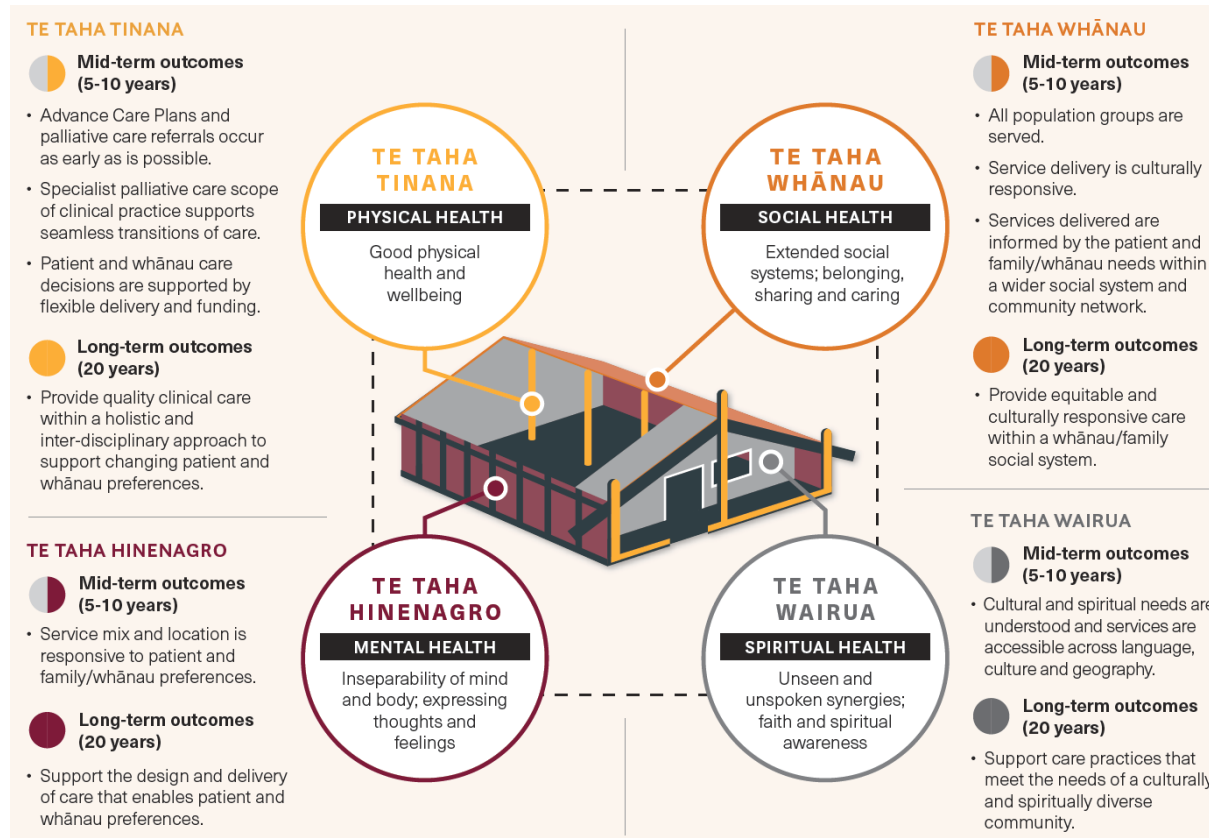 TE TAHA TINANA
Mid-term outcomes
(5-10 years)
• Advance Care Plans and
palliative care referrals occur
as early as is possible.
• Specialist palliative care scope
of clinical practice supports
seamless transitions of care.
• Patient and whānau care
decisions are supported by
flexible delivery and funding.
Long-term outcomes
(20 years)
• Provide quality clinical care
within a holistic and
inter-disciplinary approach to
support changing patient and
whānau preferences.
TE TAHA HINENAGRO
Mid-term outcomes
(5-10 years)
• Service mix and location is
responsive to patient and
family/whānau preferences.
Long-term outcomes
(20 years)
• Support the design and delivery
of care that enables patient and
whānau preferences.
TE TAHA
TINANA
PHYSICAL HEALTH
Good physical
health and
wellbeing
TE TAHA
WHĀNAU
SOCIAL HEALTH
Extended social
systems; belonging,
sharing and caring
TE TAHA
HINENAGRO
MENTAL HEALTH
Inseparability of mind
and body; expressing
thoughts and
feelings
TE TAHA
WAIRUA
SPIRITUAL HEALTH
Unseen and
unspoken synergies;
faith and spiritual
awareness
TE TAHA WHĀNAU
Mid-term outcomes
(5-10 years)
• All population groups are
served.
• Service delivery is culturally
responsive.
• Services delivered are
informed by the patient and
family/whānau needs within
a wider social system and
community network.
Long-term outcomes
(20 years)
• Provide equitable and
culturally responsive care
within a whānau/family
social system.
TE TAHA WAIRUA
Mid-term outcomes
(5-10 years)
• Cultural and spiritual needs are
understood and services are
accessible across language,
culture and geography.
Long-term outcomes
(20 years)
• Support care practices that
meet the needs of a culturally
and spiritually diverse
community.